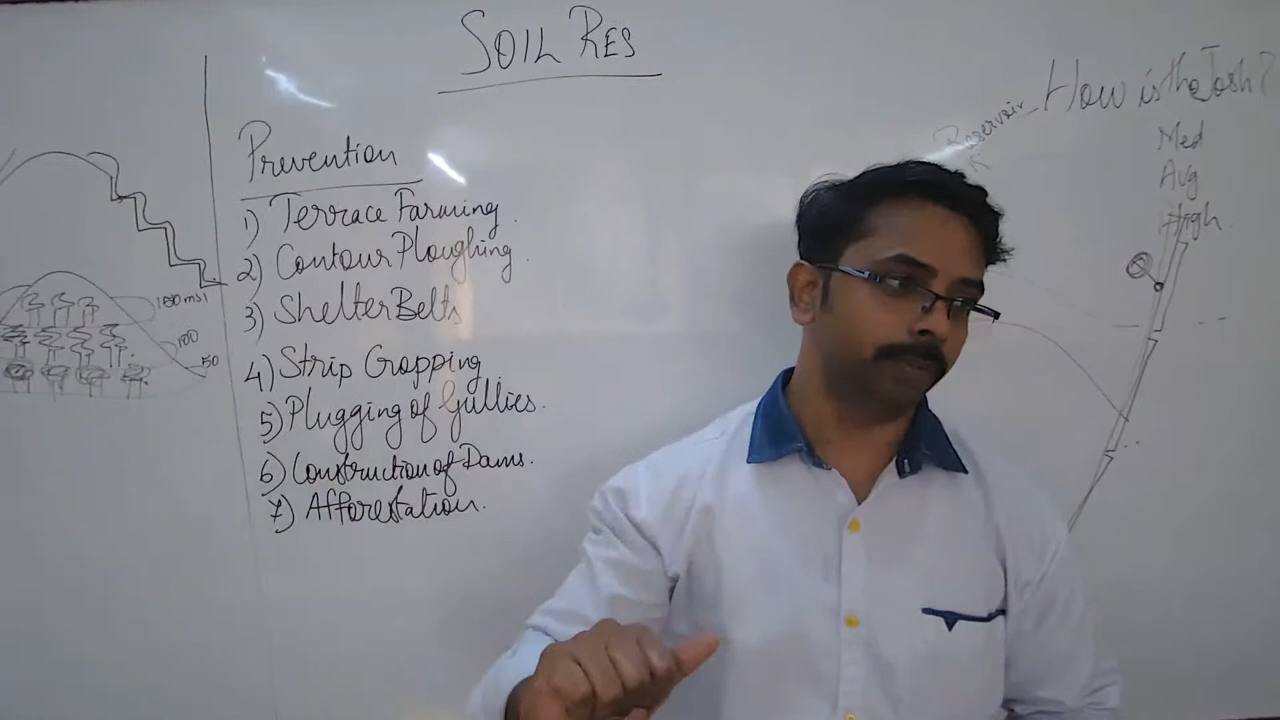 SOIL RES
Prevention
1) Terrace Farming.
2) Contour Ploughing.
3) Shelter Belts
4) Strip Cropping
5) Plugging of Gullies.
6) Construction of Dams.
7) Afforestation.
100 msl
100
50
Reservoir
How is the Josh?
Med
Avg
High